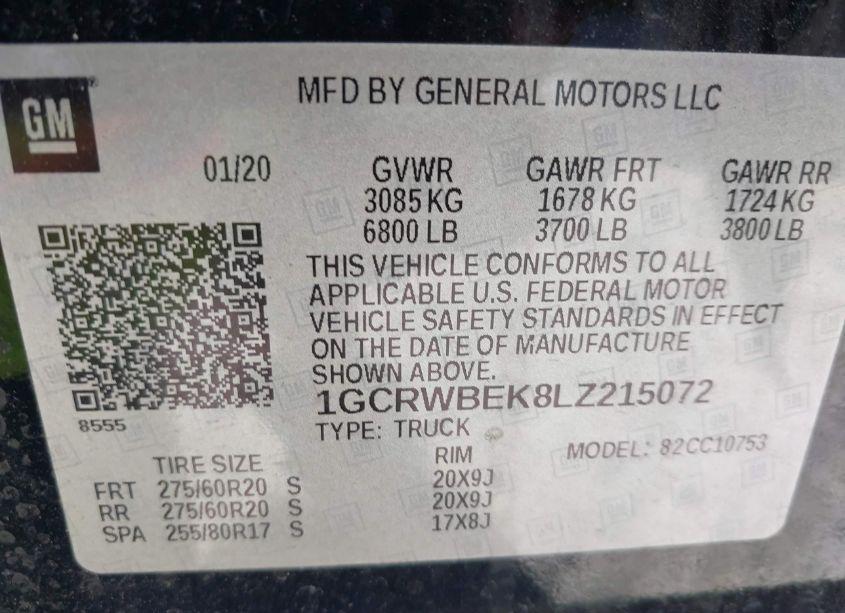 GM
MFD BY GENERAL MOTORS LLC
01/20 GVWR GAWR FRT GAWR RR
3085 KG 1678 KG 1724 KG
6800 LB 3700 LB 3800 LB
THIS VEHICLE CONFORMS TO ALL
APPLICABLE U.S. FEDERAL MOTOR
VEHICLE SAFETY STANDARDS IN EFFECT
ON THE DATE OF MANUFACTURE
SHOWN ABOVE.
1GCRWBEK8LZ215072
8555
TYPE: TRUCK
MODEL: 82CC10753
TIRE SIZE RIM
FRT 275/60R20 S 20X9J
RR 275/60R20 S 20X9J
SPA 255/80R17 S 17X8J